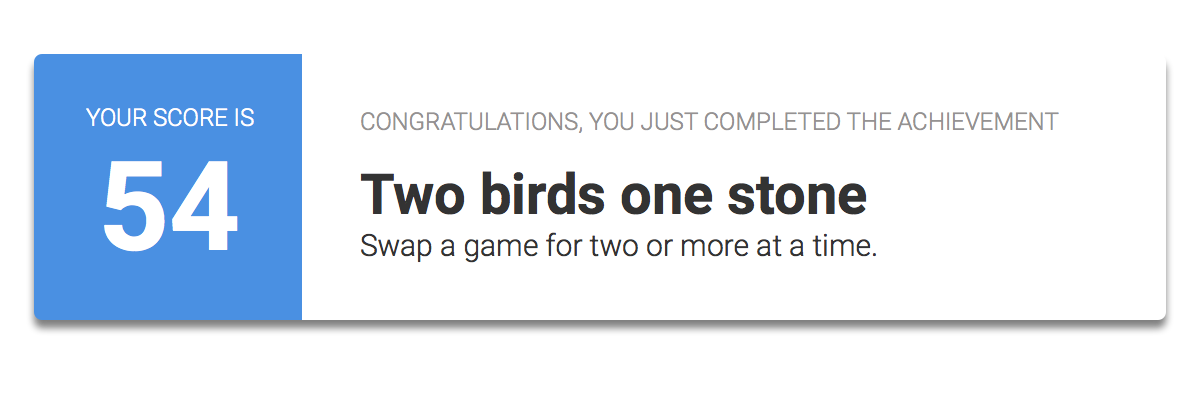 YOUR SCORE IS
54
CONGRATULATIONS, YOU JUST COMPLETED THE ACHIEVEMENT
Two birds one stone
Swap a game for two or more at a time.